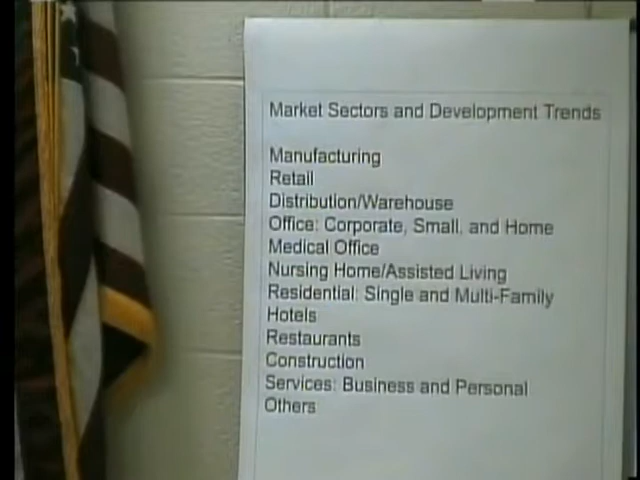 Market Sectors and Development Trends
Manufacturing
Retail
Distribution/Warehouse
Office: Corporate, Small, and Home
Medical Office
Nursing Home/Assisted Living
Residential: Single and Multi-Family
Hotels
Restaurants
Construction
Services: Business and Personal
Others